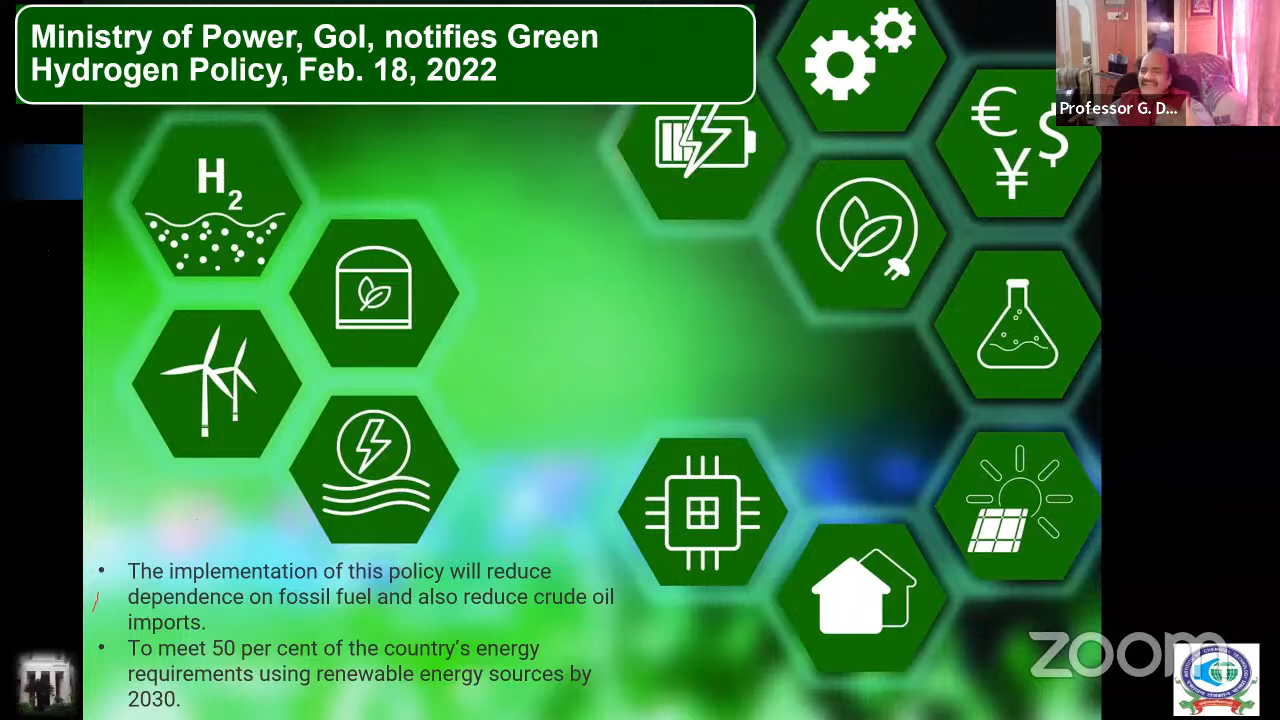 Ministry of Power, GoI, notifies Green
Hydrogen Policy, Feb. 18, 2022
Professor G. D...
€
$
¥
H2
• The implementation of this policy will reduce
dependence on fossil fuel and also reduce crude oil
imports.
• To meet 50 per cent of the country's energy
requirements using renewable energy sources by
2030.
zoom